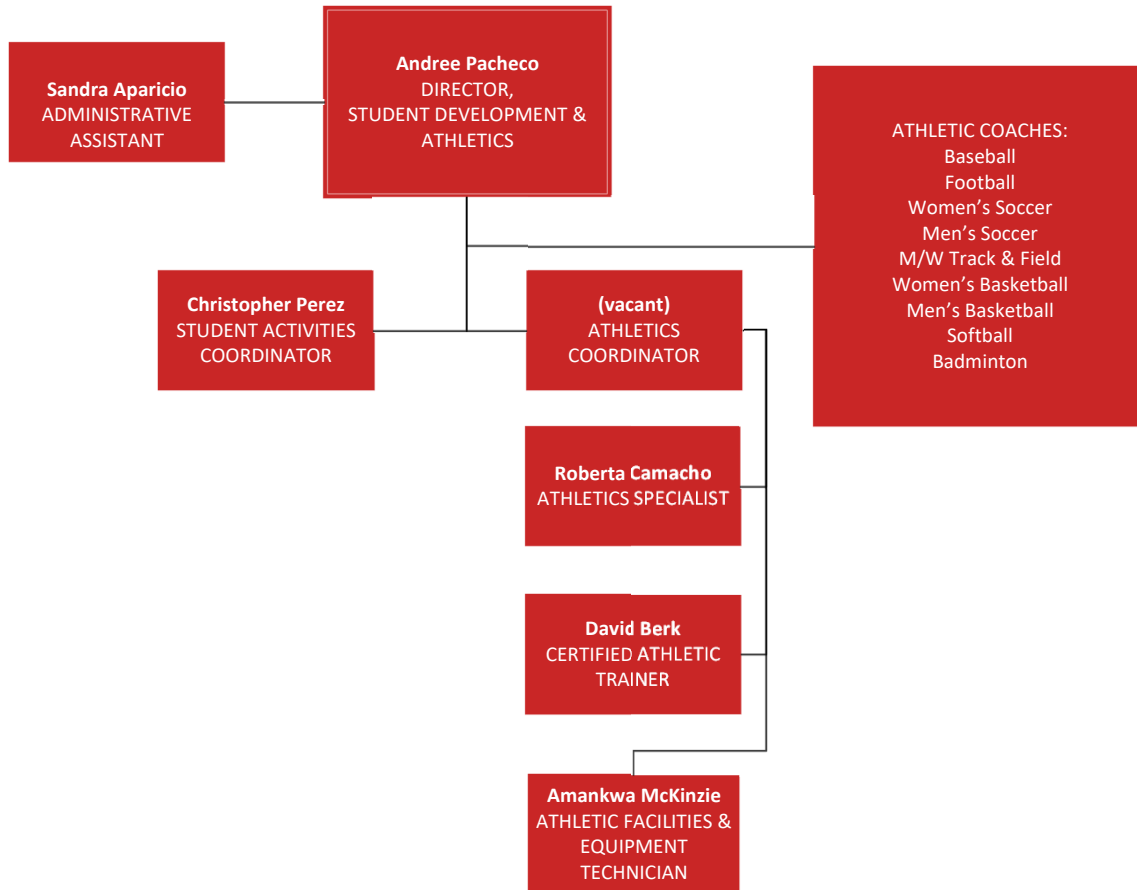 Sandra Aparicio
ADMINISTRATIVE
ASSISTANT
Andree Pacheco
DIRECTOR,
STUDENT DEVELOPMENT &
ATHLETICS
ATHLETIC COACHES:
Baseball
Football
Women’s Soccer
Men’s Soccer
M/W Track & Field
Women’s Basketball
Men’s Basketball
Softball
Badminton
Christopher Perez
STUDENT ACTIVITIES
COORDINATOR
(vacant)
ATHLETICS
COORDINATOR
Roberta Camacho
ATHLETICS SPECIALIST
David Berk
CERTIFIED ATHLETIC
TRAINER
Amankwa McKinzie
ATHLETIC FACILITIES &
EQUIPMENT
TECHNICIAN